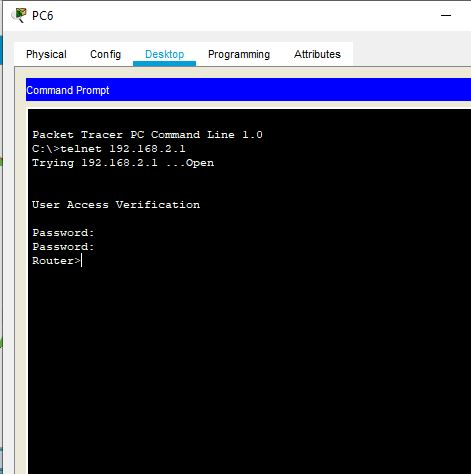 PC6
Physical Config Desktop Programming Attributes
Command Prompt
Packet Tracer PC Command Line 1.0
C:\>telnet 192.168.2.1
Trying 192.168.2.1 ...Open
User Access Verification
Password:
Password:
Router>